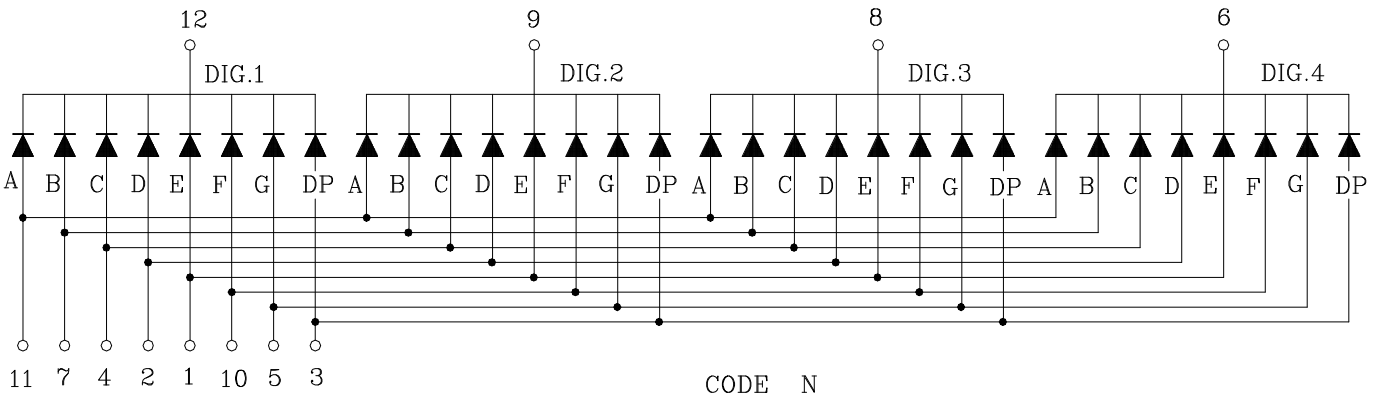 12 9 8 6
DIG.1 DIG.2 DIG.3 DIG.4
A B C D E F G DP A B C D E F G DP A B C D E F G DP A B C D E F G DP
11 7 4 2 1 10 5 3
CODE N